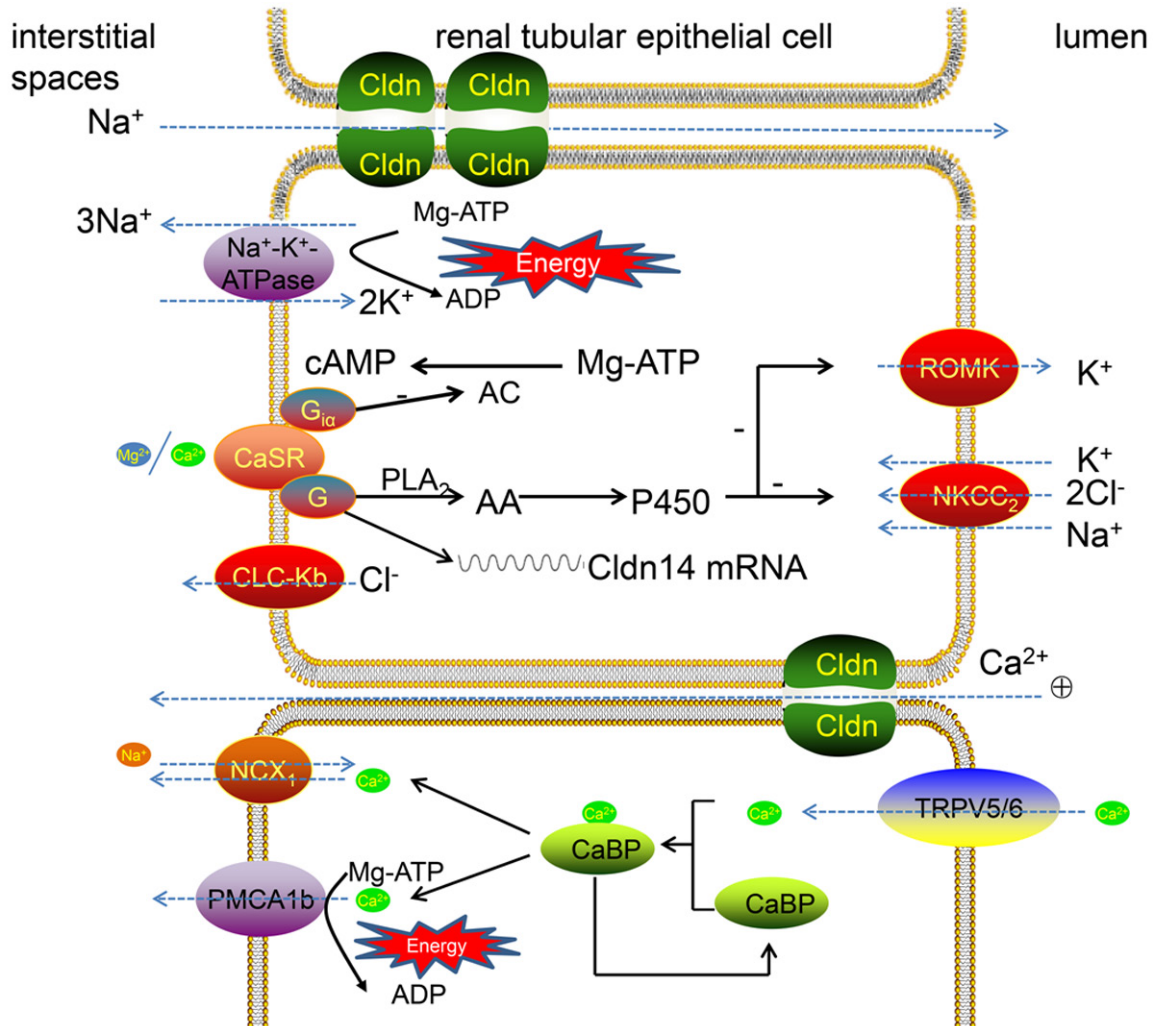 interstitial
spaces
renal tubular epithelial cell
lumen
Cldn Cldn
Na⁺
Cldn Cldn
3Na⁺
Mg-ATP
Na⁺-K⁺-
ATPase
Energy
2K⁺
ADP
cAMP
Mg-ATP
ROMK
K⁺
Giα
-
AC
Mg²⁺/Ca²⁺
CaSR
-
K⁺
G
PLA₂
AA
P450
-
NKCC₂
2Cl⁻
Na⁺
CLC-Kb
Cl⁻
Cldn14 mRNA
Cldn
Ca²⁺
⊕
Cldn
Na⁺
NCX₁
Ca²⁺
Ca²⁺
Ca²⁺
TRPV5/6
Ca²⁺
CaBP
Mg-ATP
PMCA1b
Ca²⁺
CaBP
Energy
ADP